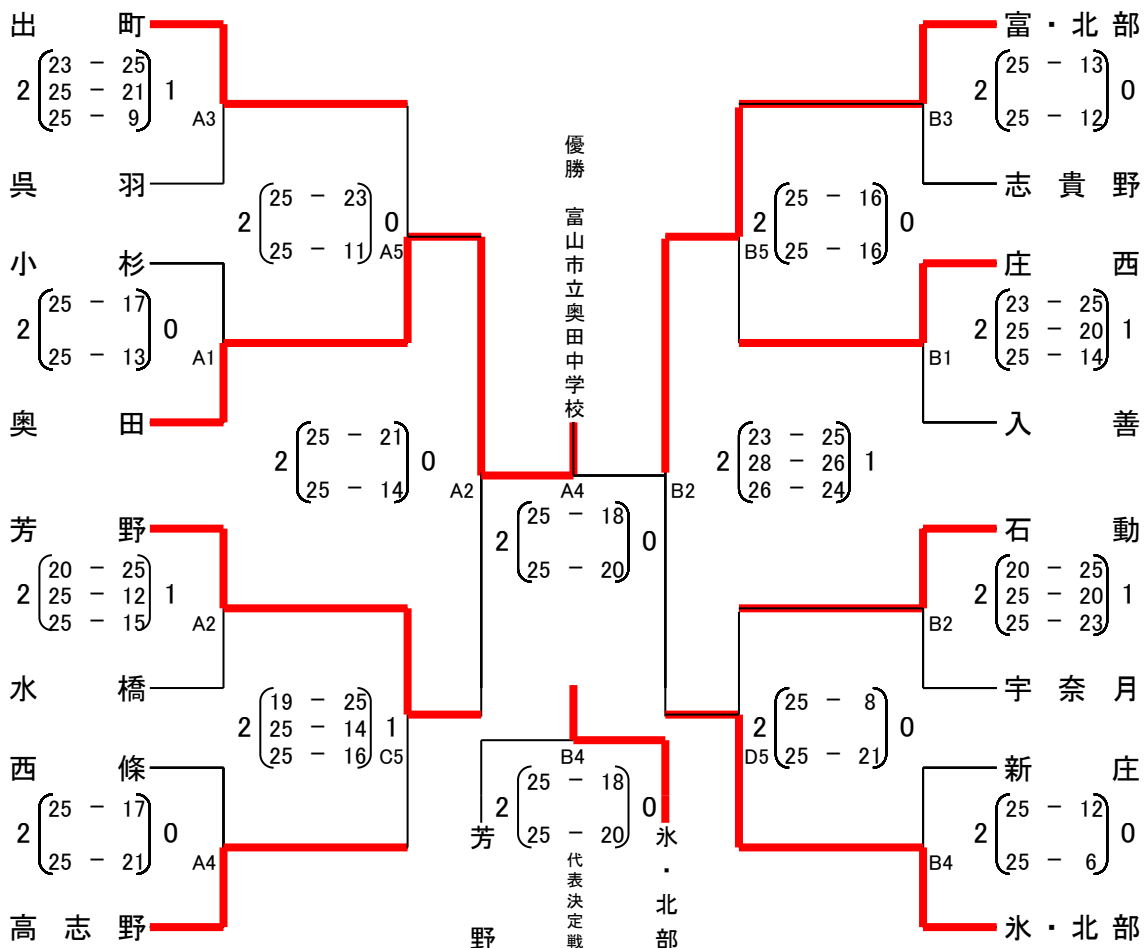 出町
2 23 － 25 1
25 － 21
25 － 9
A3
呉羽
2 25 － 23 0
25 － 11
A5
小杉
2 25 － 17 0
25 － 13
A1
奥田
2 25 － 21 0
25 － 14
A2
芳野
2 20 － 25 1
25 － 12
25 － 15
A2
水橋
2 19 － 25 1
25 － 14
25 － 16
C5
西條
2 25 － 17 0
25 － 21
A4
高志野
優勝 富山市立奥田中学校
A4
2 25 － 18 0
25 － 20
B4
2 25 － 18 0
25 － 20
芳野
代表決定戦
氷・北部
富・北部
2 25 － 13 0
25 － 12
B3
志貴野
2 25 － 16 0
25 － 16
B5
庄西
2 23 － 25 1
25 － 20
25 － 14
B1
入善
2 23 － 25 1
28 － 26
26 － 24
B2
石動
2 20 － 25 1
25 － 20
25 － 23
B2
宇奈月
2 25 － 8 0
25 － 21
D5
新庄
2 25 － 12 0
25 － 6
B4
氷・北部